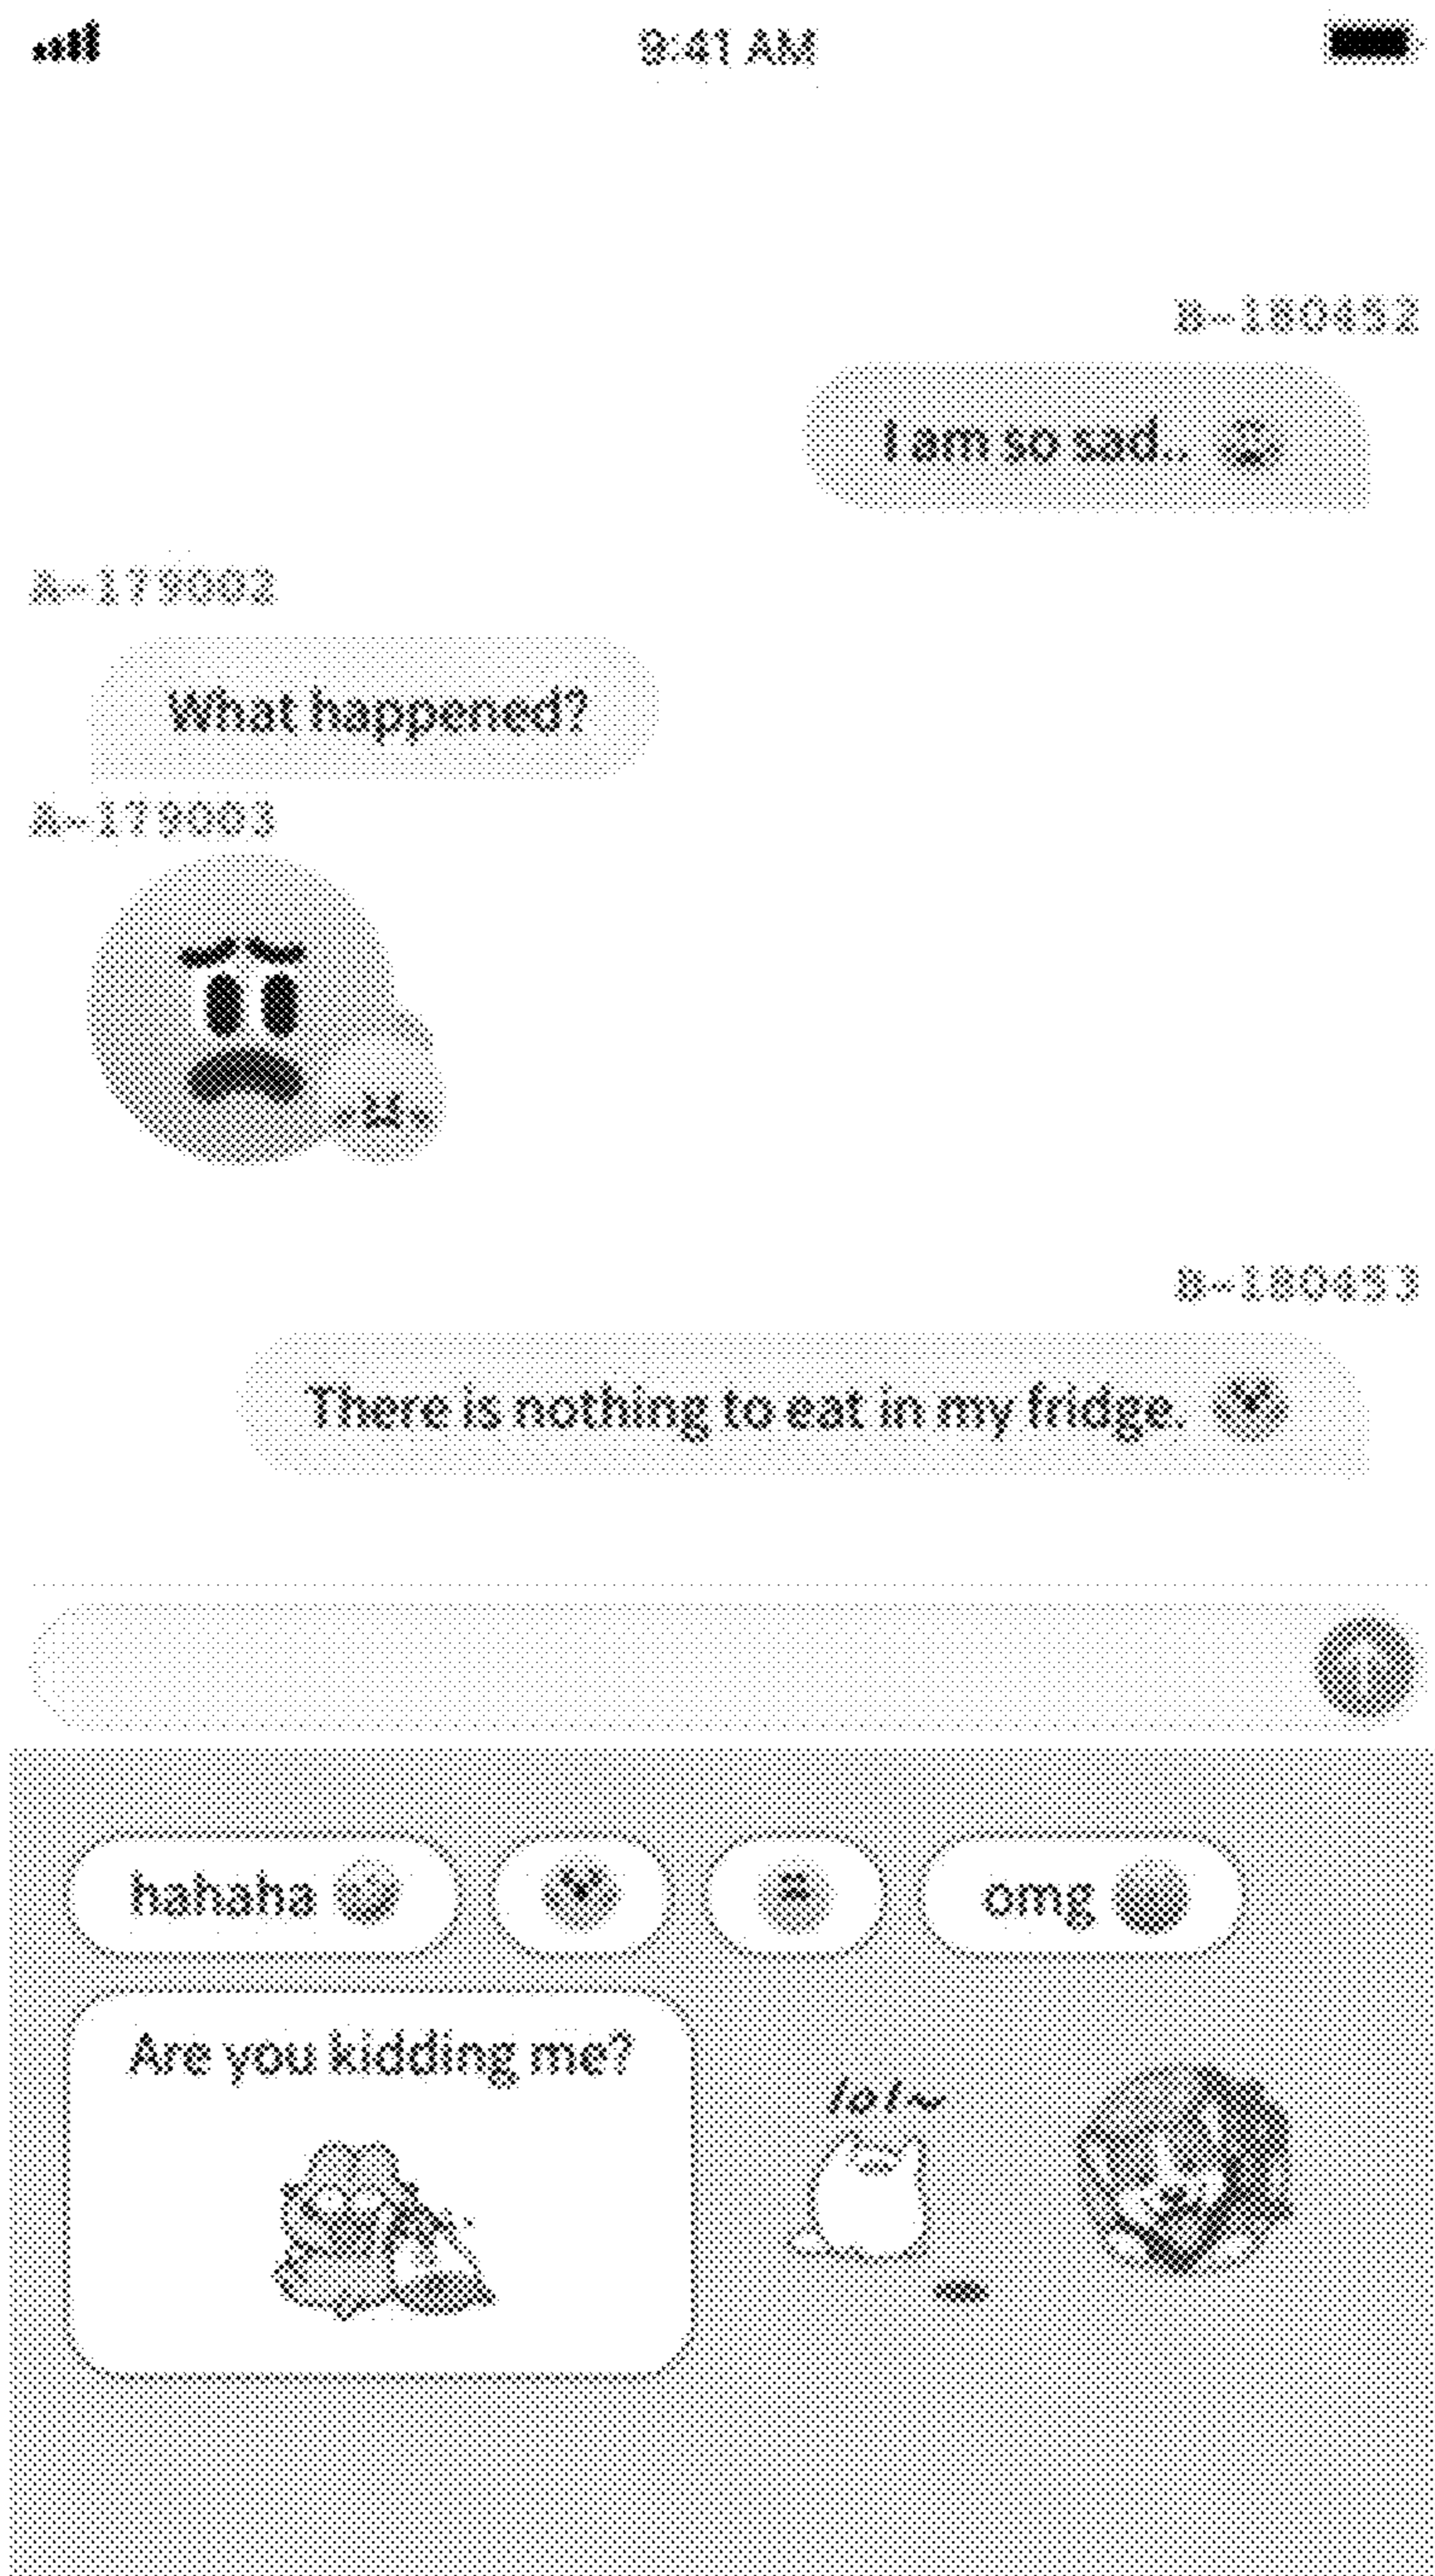 9:41 AM
B-180452
I am so sad..
A-179002
What happened?
A-179003
B-180453
There is nothing to eat in my fridge.
hahaha
omg
Are you kidding me?
lol~